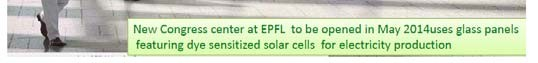 New Congress center at EPFL to be opened in May 2014uses glass panels
featuring dye sensitized solar cells for electricity production